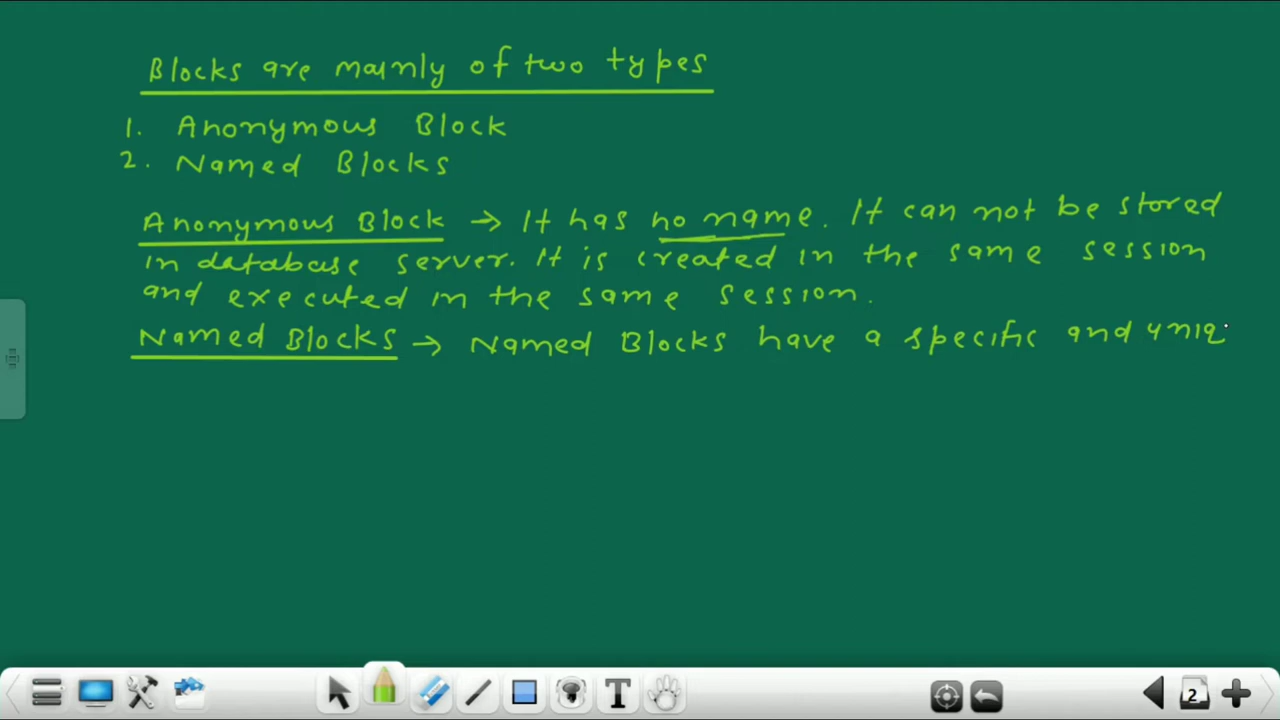 Blocks are mainly of two types
1. Anonymous Block
2. Named Blocks
Anonymous Block → It has no name. It can not be stored
in database server. It is created in the same session
and executed in the same session.
Named Blocks → Named Blocks have a specific and uniq
2